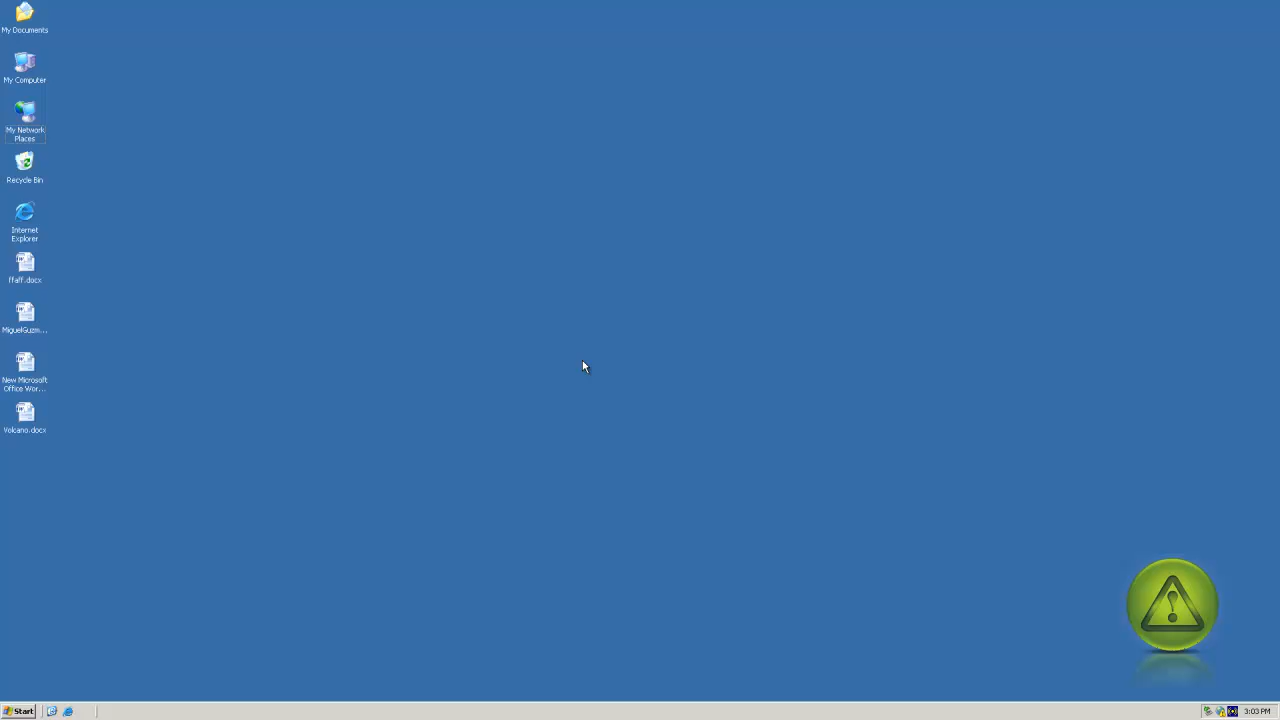 My Documents
My Computer
My Network
Places
Recycle Bin
Internet
Explorer
ffaff.docx
MiguelGuzm...
New Microsoft
Office Wor...
Volcano.docx
Start
3:03 PM